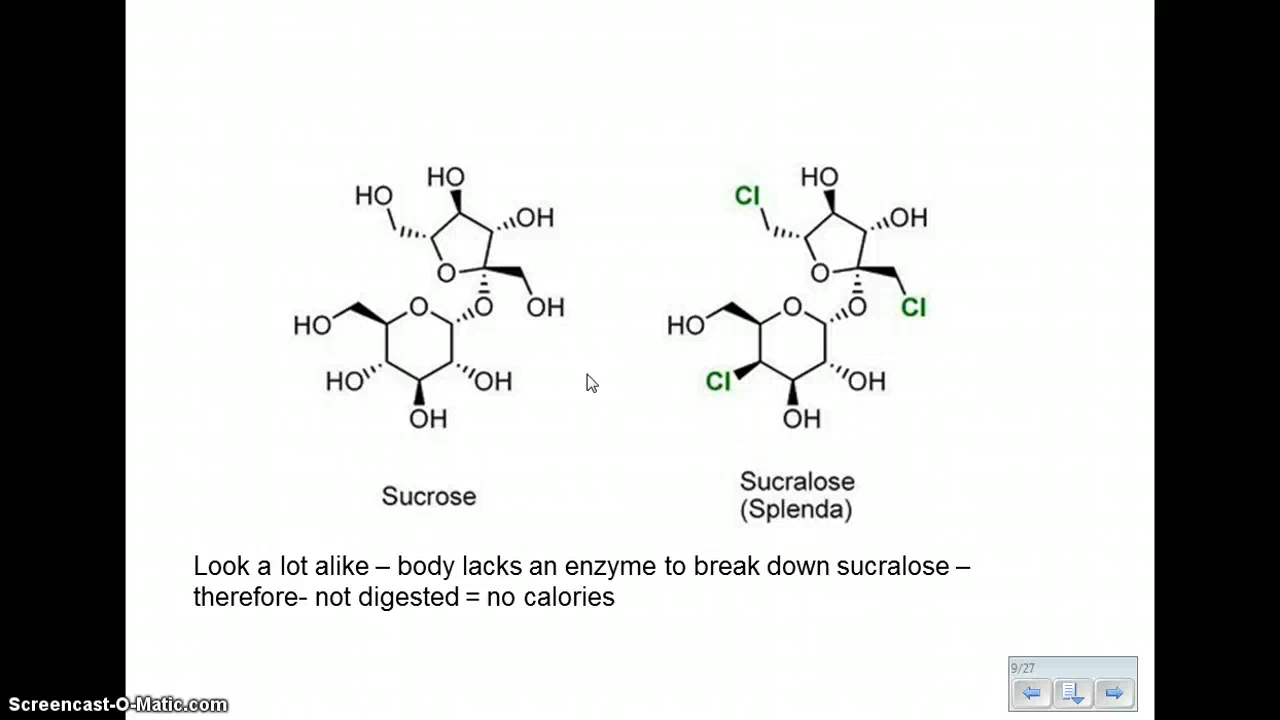 HO
HO
OH
O
O
O
OH
HO
HO
OH
OH
Sucrose
Cl
HO
OH
O
O
O
Cl
HO
Cl
OH
OH
Sucralose
(Splenda)
Look a lot alike – body lacks an enzyme to break down sucralose –
therefore- not digested = no calories
9/27
Screencast-O-Matic.com